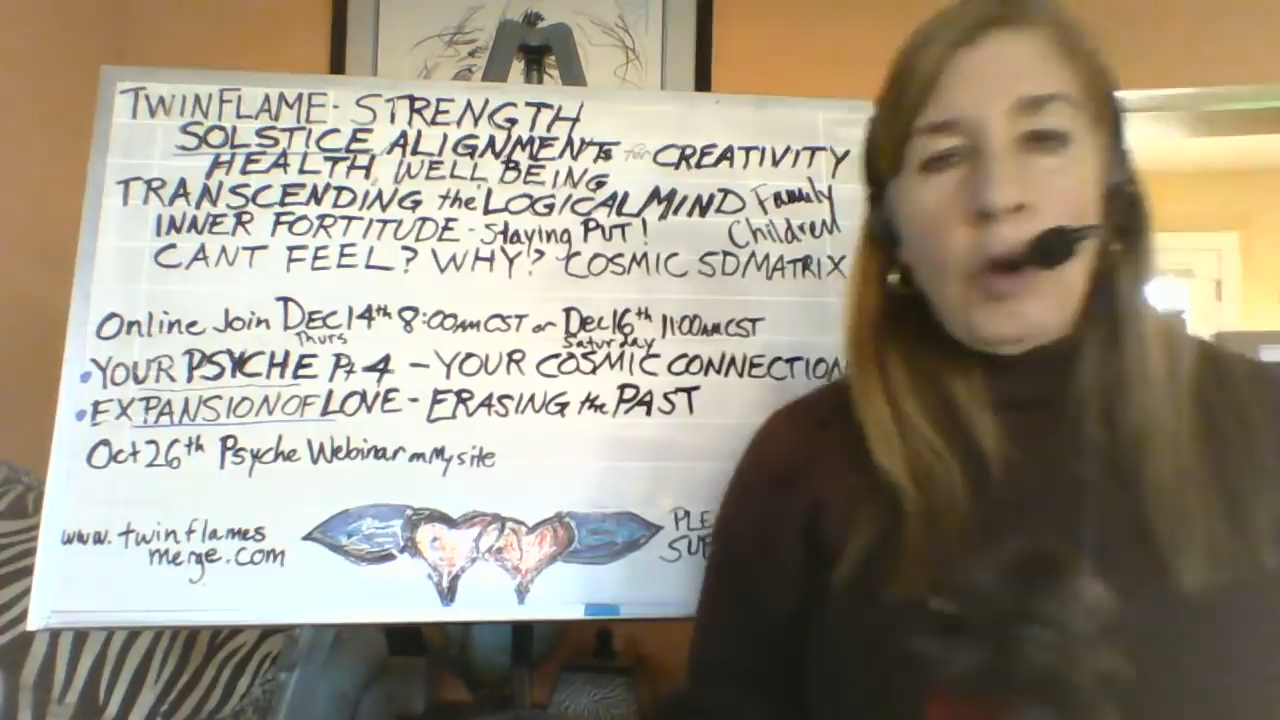 TWINFLAME - STRENGTH
SOLSTICE ALIGNMENTS for CREATIVITY
HEALTH, WELL BEING
TRANSCENDING the LOGICAL MIND Family
INNER FORTITUDE - Staying PUT! Children
CANT FEEL? WHY? COSMIC 5D MATRIX
Online Join DEC 14th 8:00am CST or Dec 16th 11:00am CST
Thurs Saturday
• YOUR PSYCHE Pt 4 - YOUR COSMIC CONNECTION
• EXPANSION OF LOVE - ERASING the PAST
Oct 26th Psyche Webinar on My site
www.twinflames
merge.com